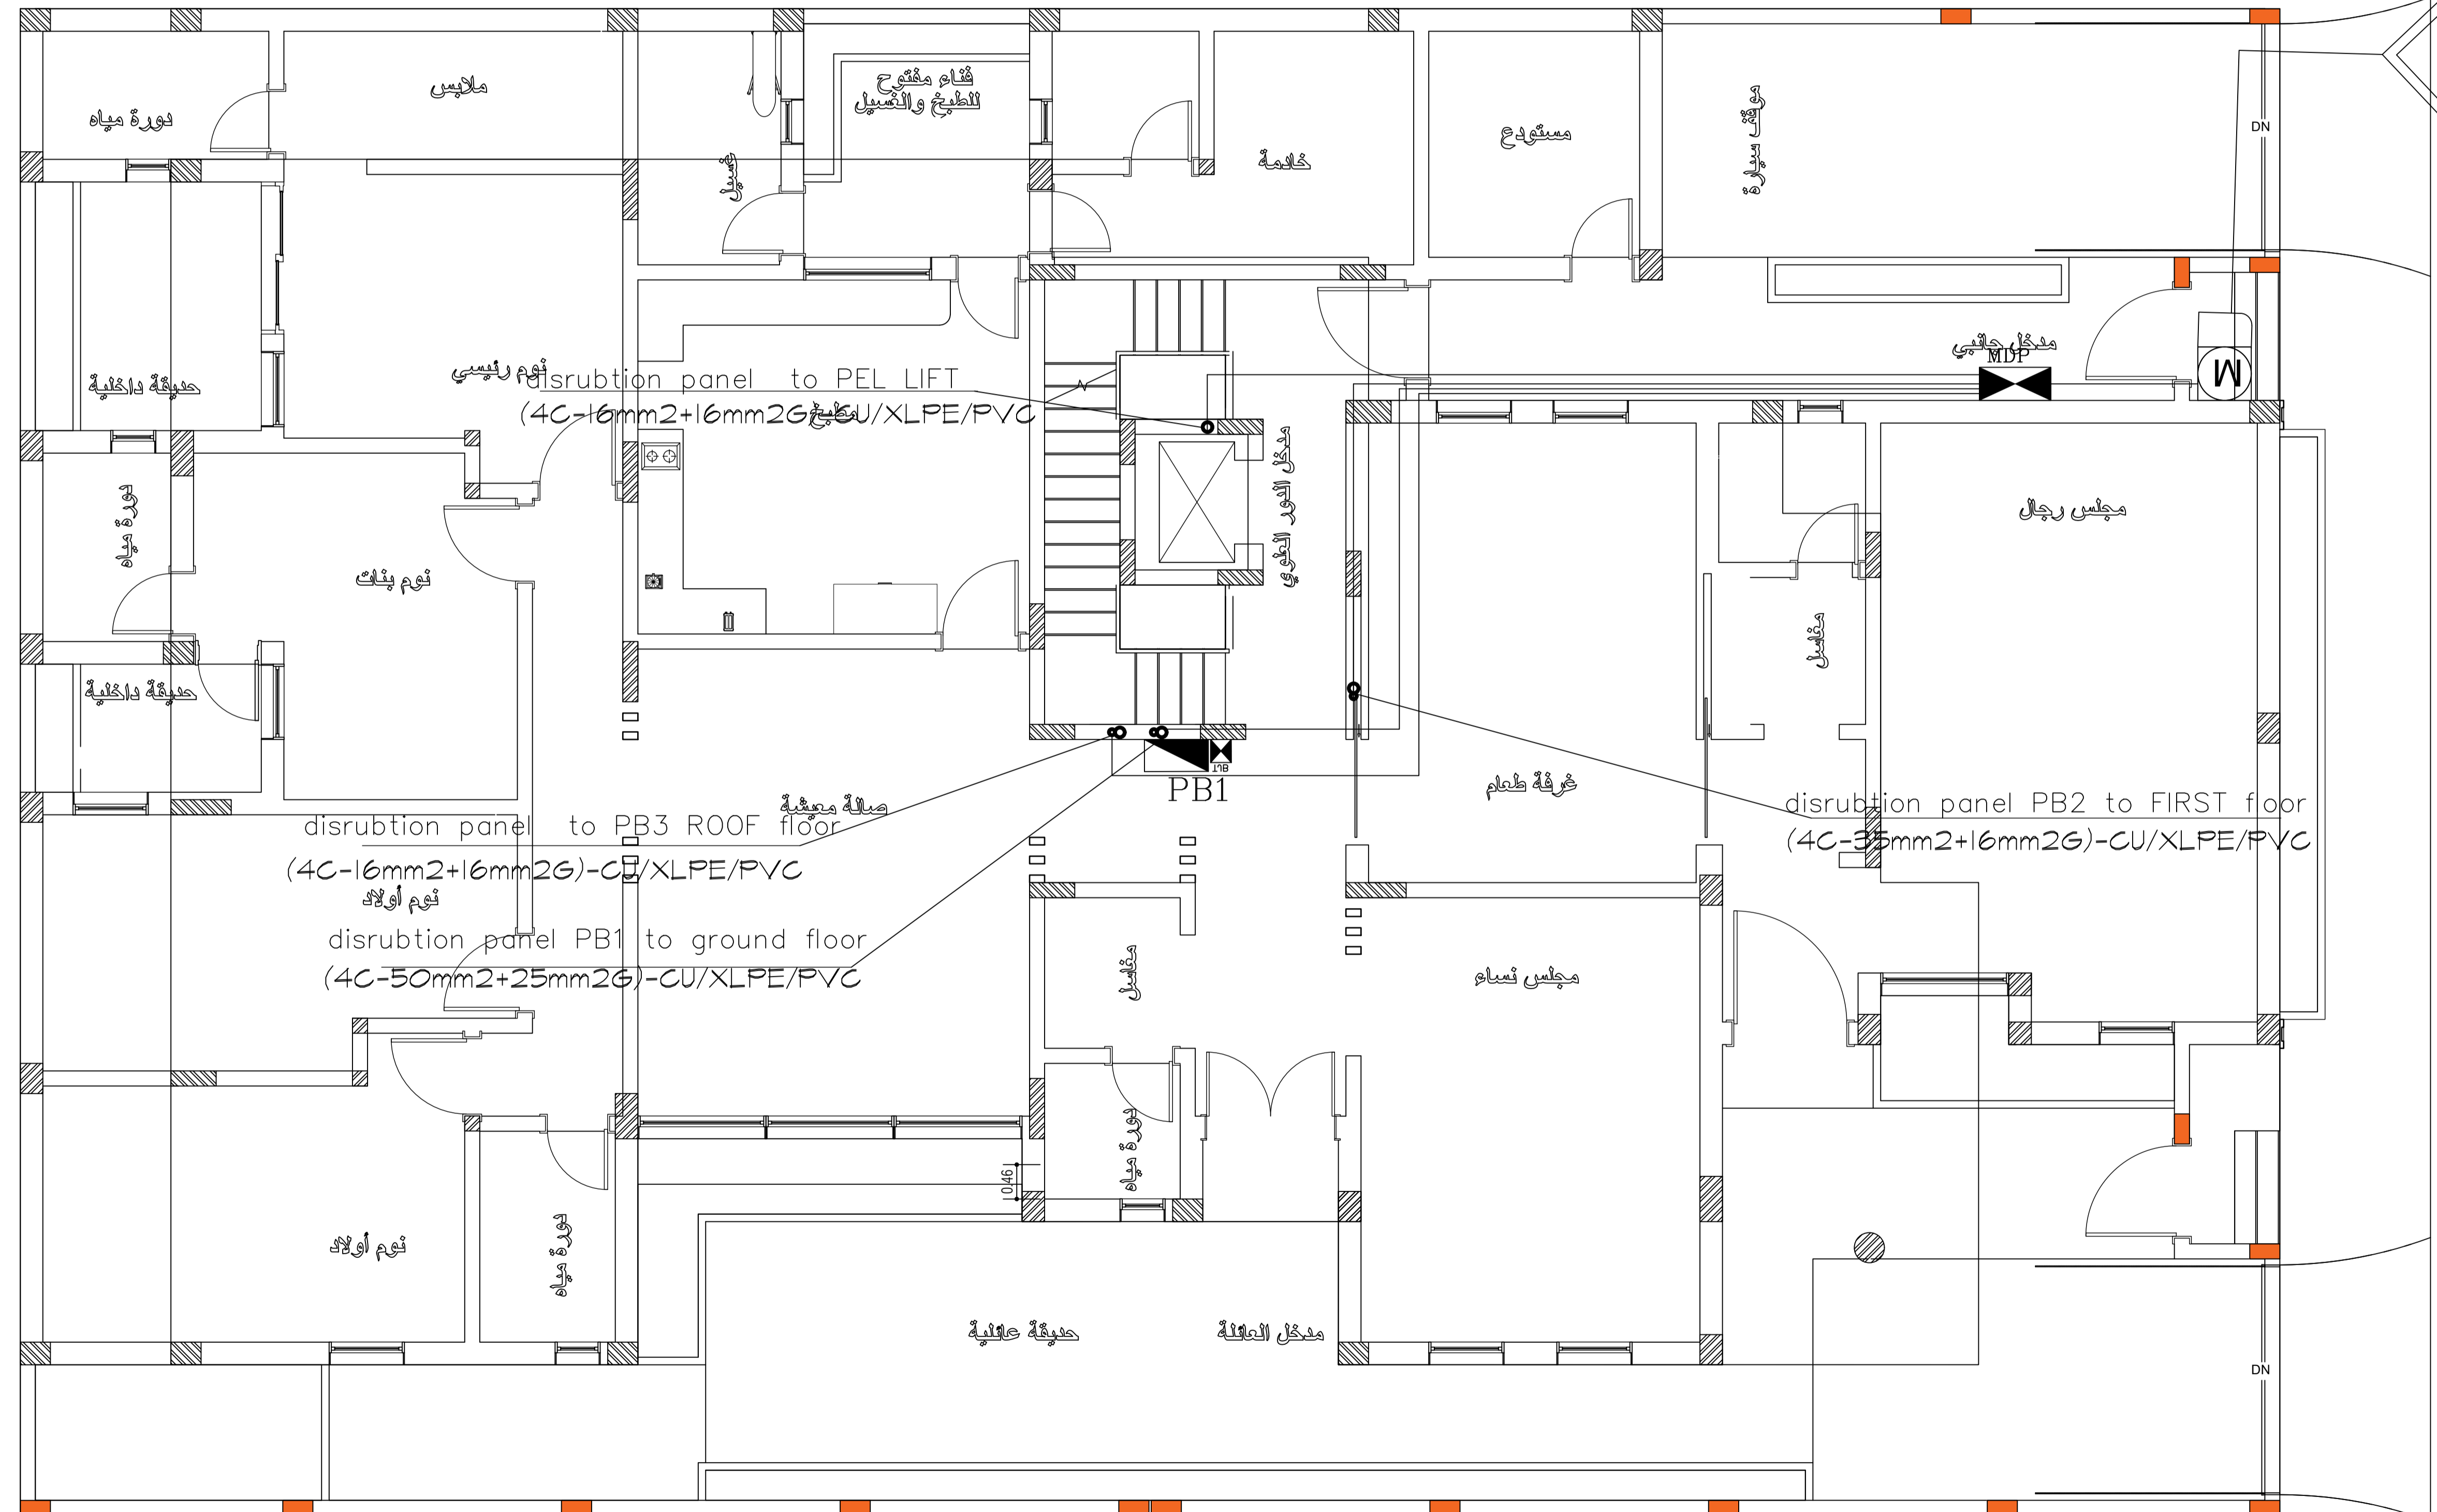 ملابس
فناء مفتوح
للطبخ والغسيل
دورة مياه
غسيل
خادمة
مستودع
موقف سيارة
DN
مدخل جانبي
MDP
M
حديقة داخلية
نوم رئيسي
disrubtion panel to PEL LIFT
(4C-16mm2+16mm2G)-CU/XLPE/PVC
مطبخ
مدخل الدور العلوي
مجلس رجال
دورة مياه
نوم بنات
مغاسل
حديقة داخلية
BUT
PB1
صالة معيشة
غرفة طعام
disrubtion panel PB2 to FIRST floor
(4C-35mm2+16mm2G)-CU/XLPE/PVC
disrubtion panel to PB3 ROOF floor
(4C-16mm2+16mm2G)-CU/XLPE/PVC
نوم أولاد
disrubtion panel PB1 to ground floor
(4C-50mm2+25mm2G)-CU/XLPE/PVC
مغاسل
مجلس نساء
دورة مياه
0.46
نوم أولاد
دورة مياه
حديقة عائلية
مدخل العائلة
DN